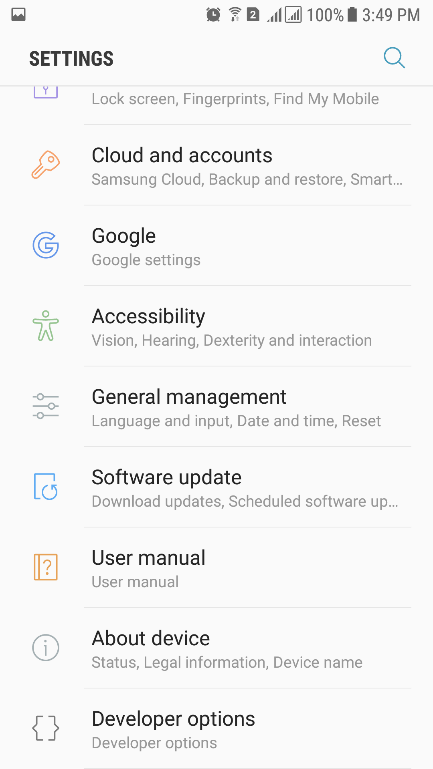 2 100% 3:49 PM
SETTINGS
Lock screen, Fingerprints, Find My Mobile
Cloud and accounts
Samsung Cloud, Backup and restore, Smart...
Google
Google settings
Accessibility
Vision, Hearing, Dexterity and interaction
General management
Language and input, Date and time, Reset
Software update
Download updates, Scheduled software up...
User manual
User manual
About device
Status, Legal information, Device name
Developer options
Developer options